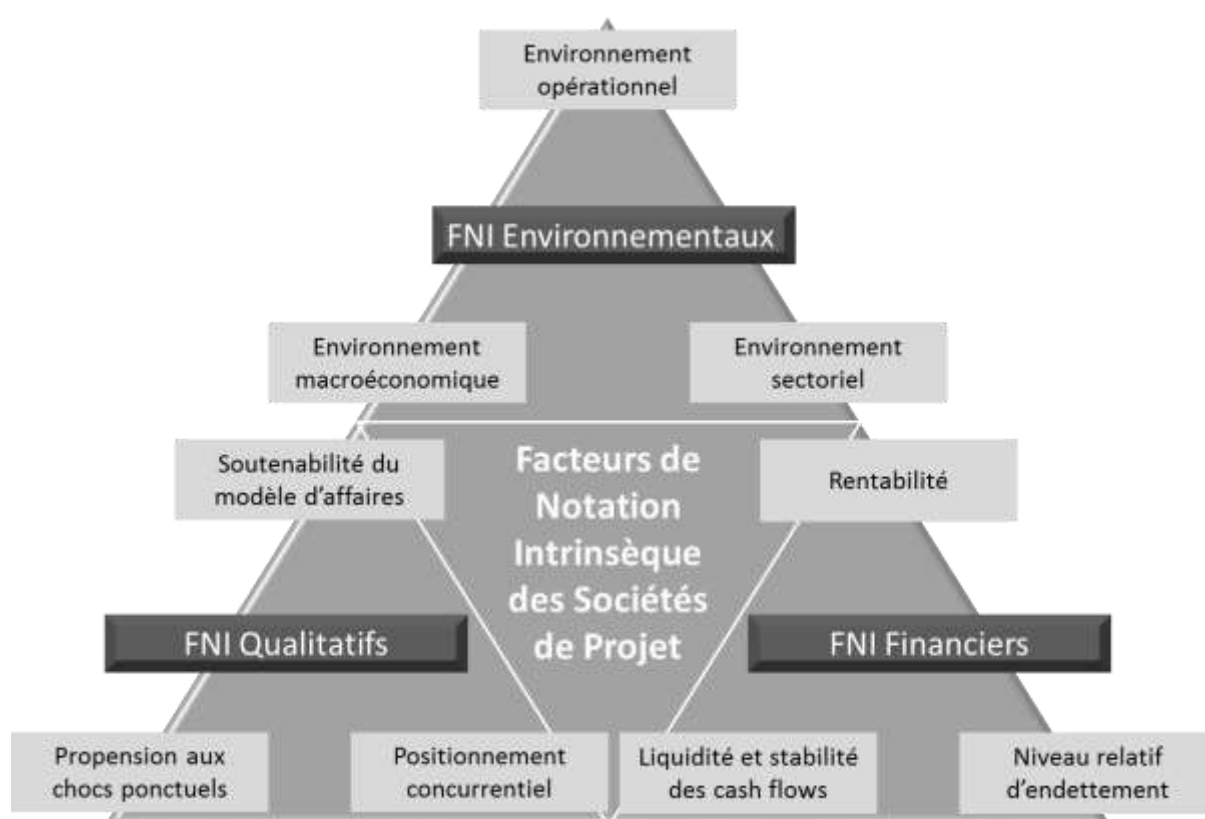 Environnement
opérationnel
FNI Environnementaux
Environnement
macroéconomique
Environnement
sectoriel
Soutenabilité du
modèle d'affaires
Facteurs de
Notation
Intrinsèque
des Sociétés
de Projet
Rentabilité
FNI Qualitatifs
FNI Financiers
Propension aux
chocs ponctuels
Positionnement
concurrentiel
Liquidité et stabilité
des cash flows
Niveau relatif
d'endettement